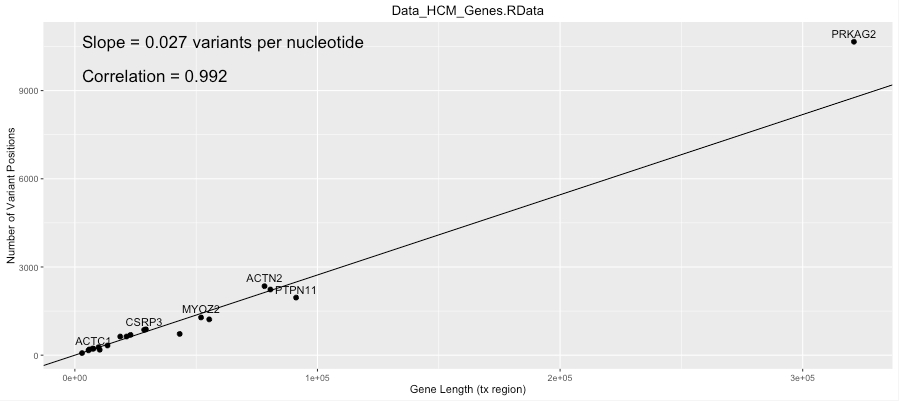 Data_HCM_Genes.RData
Slope = 0.027 variants per nucleotide
Correlation = 0.992
PRKAG2
ACTN2
PTPN11
MYOZ2
CSRP3
ACTC1
Number of Variant Positions
9000
6000
3000
0
0e+00 1e+05 2e+05 3e+05
Gene Length (tx region)